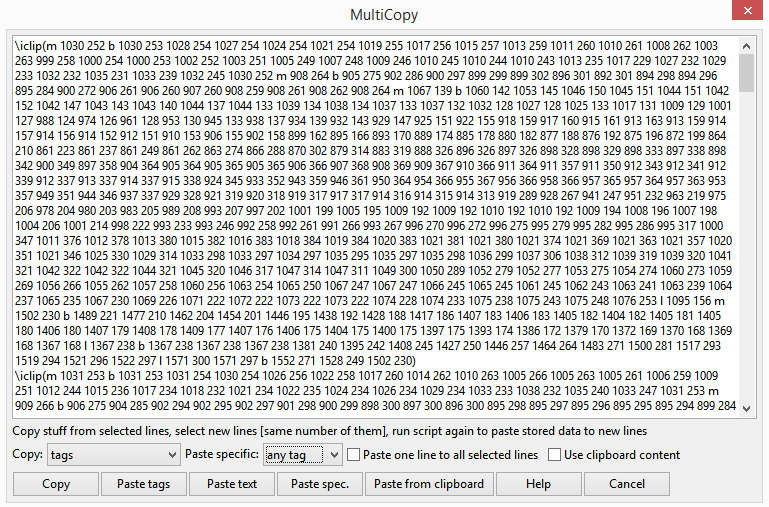 MultiCopy
\iclip(m 1030 252 b 1030 253 1028 254 1027 254 1024 254 1021 254 1019 255 1017 256 1015 257 1013 259 1011 260 1010 261 1008 262 1003
263 999 258 1000 254 1000 253 1002 252 1003 251 1005 249 1007 248 1009 246 1010 245 1010 244 1010 243 1013 235 1017 229 1027 232 1029
233 1032 232 1035 231 1033 239 1032 245 1030 252 m 908 264 b 905 275 902 286 900 297 899 299 899 302 896 301 892 301 894 298 894 296
895 284 900 272 906 261 906 260 907 260 908 259 908 261 908 262 908 264 m 1067 139 b 1060 142 1053 145 1046 150 1045 151 1044 151 1042
152 1042 147 1043 143 1043 140 1044 137 1044 133 1039 134 1038 134 1037 133 1037 132 1032 128 1027 128 1025 133 1017 131 1009 129 1001
127 988 124 974 126 961 128 953 130 945 133 938 137 934 139 932 143 929 147 925 151 922 155 918 159 917 160 915 161 913 163 913 159 914
157 914 156 914 152 912 151 910 153 906 155 902 158 899 162 895 166 893 170 889 174 885 178 880 182 877 188 876 192 875 196 872 199 864
210 861 223 861 237 861 249 861 262 863 274 866 288 870 302 879 314 883 319 888 326 896 326 897 326 898 328 329 898 333 897 338 898
342 900 349 897 358 904 364 905 364 905 365 905 365 906 366 907 368 908 369 909 367 910 366 911 364 911 357 911 350 912 343 912 341 912
339 912 337 913 337 914 337 915 338 924 345 933 352 943 359 946 361 950 364 954 366 955 367 956 366 958 366 957 365 957 364 957 363 953
357 949 351 944 346 937 337 929 328 921 319 920 318 919 317 917 317 914 316 914 315 914 313 919 289 928 267 941 247 951 232 963 219 975
206 978 204 980 203 983 205 989 208 993 207 997 202 1001 199 1005 195 1009 192 1009 192 1010 192 1010 192 1009 194 1008 196 1007 198
1004 206 1001 214 998 222 993 233 993 246 992 258 992 261 991 266 993 267 996 270 996 272 996 275 995 279 995 282 995 286 995 317 1000
347 1011 376 1012 378 1013 380 1015 382 1016 383 1018 384 1019 384 1020 383 1021 381 1021 380 1021 374 1021 369 1021 363 1021 357 1020
351 1021 346 1025 330 1029 314 1033 298 1033 297 1034 297 1035 295 1035 297 1035 298 1036 299 1037 306 1038 312 1039 319 1039 320 1041
321 1042 322 1042 322 1044 321 1045 320 1046 317 1047 314 1047 311 1049 300 1050 289 1052 279 1052 277 1053 275 1054 274 1060 273 1059
269 1056 266 1055 262 1057 258 1060 256 1063 254 1065 250 1067 247 1067 247 1066 245 1065 245 1061 245 1062 243 1063 241 1063 239 1064
237 1065 235 1067 230 1069 226 1071 222 1072 222 1073 222 1073 222 1074 228 1074 233 1075 238 1075 243 1075 248 1076 253 l 1095 156 m
1502 230 b 1489 221 1477 210 1462 204 1454 201 1446 195 1438 192 1428 188 1417 186 1407 183 1406 183 1405 182 1404 182 1405 181 1405
180 1406 180 1407 179 1408 178 1409 177 1407 176 1406 175 1404 175 1400 175 1397 175 1393 174 1386 172 1379 170 1372 169 1370 168 1369
168 1367 168 l 1367 238 b 1367 238 1367 238 1367 238 1381 240 1395 242 1408 245 1427 250 1446 257 1464 264 1483 271 1500 281 1517 293
1519 294 1521 296 1522 297 l 1571 300 1571 297 b 1552 271 1528 249 1502 230)
\iclip(m 1031 253 b 1031 253 1031 254 1030 254 1026 256 1022 257 1018 257 1017 260 1014 262 1010 263 1005 266 1005 263 1005 261 1006 259 1009
251 1012 244 1015 236 1017 234 1018 232 1021 234 1022 235 1024 234 1026 234 1029 234 1033 233 1038 232 1035 240 1033 247 1031 253 m
909 266 b 906 275 904 285 902 294 902 295 902 297 901 298 900 299 898 300 897 300 896 300 895 298 895 297 895 296 895 295 895 294 899 284
Copy stuff from selected lines, select new lines [same number of them], run script again to paste stored data to new lines
Copy: tags Paste specific: any tag Paste one line to all selected lines Use clipboard content
Copy Paste tags Paste text Paste spec. Paste from clipboard Help Cancel